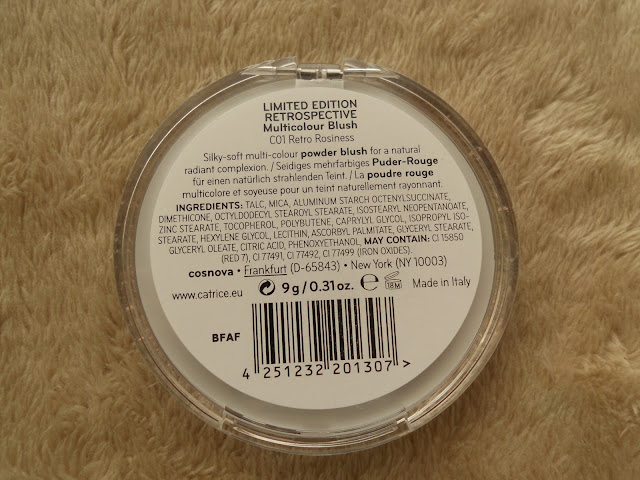 LIMITED EDITION
RETROSPECTIVE
Multicolour Blush
C01 Retro Rosiness
Silky-soft multi-colour powder blush for a natural
radiant complexion. / Seidiges mehrfarbiges Puder-Rouge
für einen natürlich strahlenden Teint. / La poudre rouge
multicolore et soyeuse pour un teint naturellement rayonnant.
INGREDIENTS: TALC, MICA, ALUMINUM STARCH OCTENYLSUCCINATE,
DIMETHICONE, OCTYLDODECYL STEAROYL STEARATE, ISOSTEARYL NEOPENTANOATE,
ZINC STEARATE, TOCOPHEROL, POLYBUTENE, CAPRYLYL GLYCOL, ISOPROPYL ISO-
STEARATE, HEXYLENE GLYCOL, LECITHIN, ASCORBYL PALMITATE, GLYCERYL STEARATE,
GLYCERYL OLEATE, CITRIC ACID, PHENOXYETHANOL. MAY CONTAIN: CI 15850
(RED 7), CI 77491, CI 77492, CI 77499 (IRON OXIDES).
cosnova • Frankfurt (D-65843) • New York (NY 10003)
www.catrice.eu 9 g / 0.31 oz. e 18M Made in Italy
BFAF
4 251232 201307 >